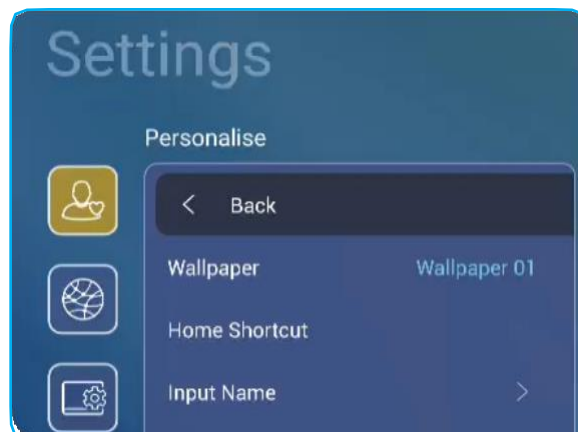 Settings
Personalise
Back
Wallpaper Wallpaper 01
Home Shortcut
Input Name